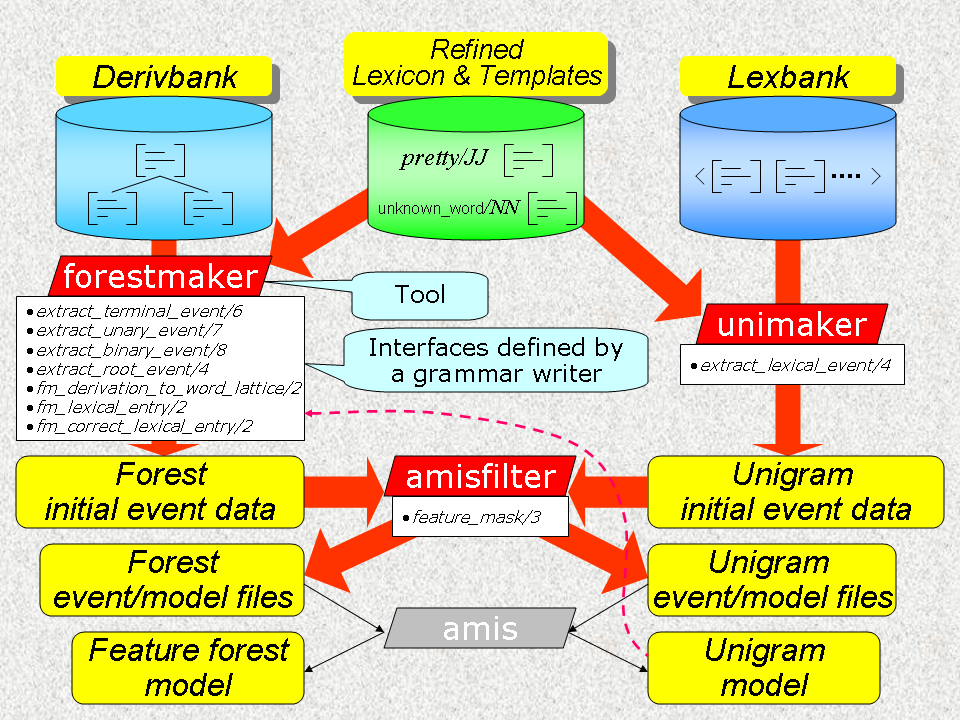 Derivbank
Refined
Lexicon & Templates
Lexbank
pretty/JJ
unknown_word/NN
< .... >
forestmaker
•extract_terminal_event/6
•extract_unary_event/7
•extract_binary_event/8
•extract_root_event/4
•fm_derivation_to_word_lattice/2
•fm_lexical_entry/2
•fm_correct_lexical_entry/2
Tool
Interfaces defined by
a grammar writer
unimaker
•extract_lexical_event/4
Forest
initial event data
amisfilter
•feature_mask/3
Unigram
initial event data
Forest
event/model files
Unigram
event/model files
amis
Feature forest
model
Unigram
model